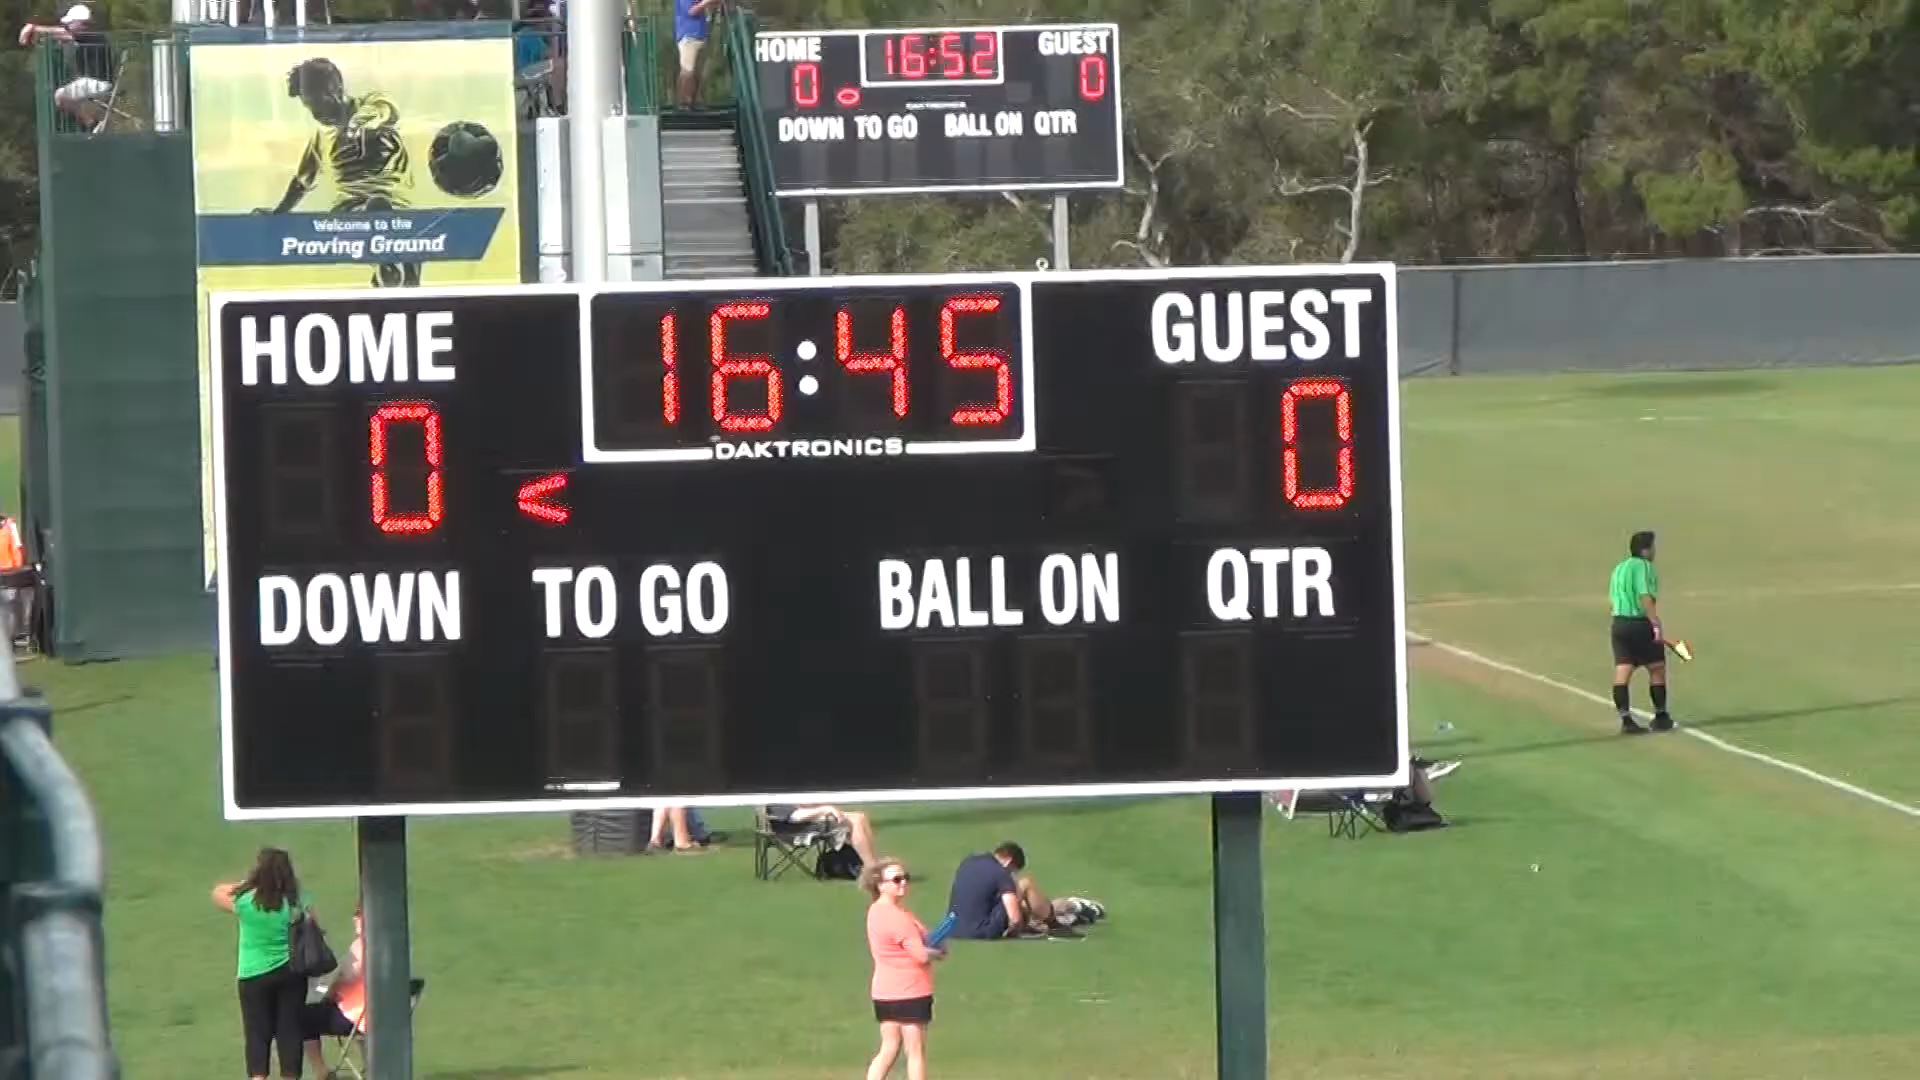 HOME 16:52 GUEST
0 0
DAKTRONICS
DOWN TO GO BALL ON QTR
Welcome to the
Proving Ground
HOME 16:45 GUEST
0 < 0
DAKTRONICS
DOWN TO GO BALL ON QTR